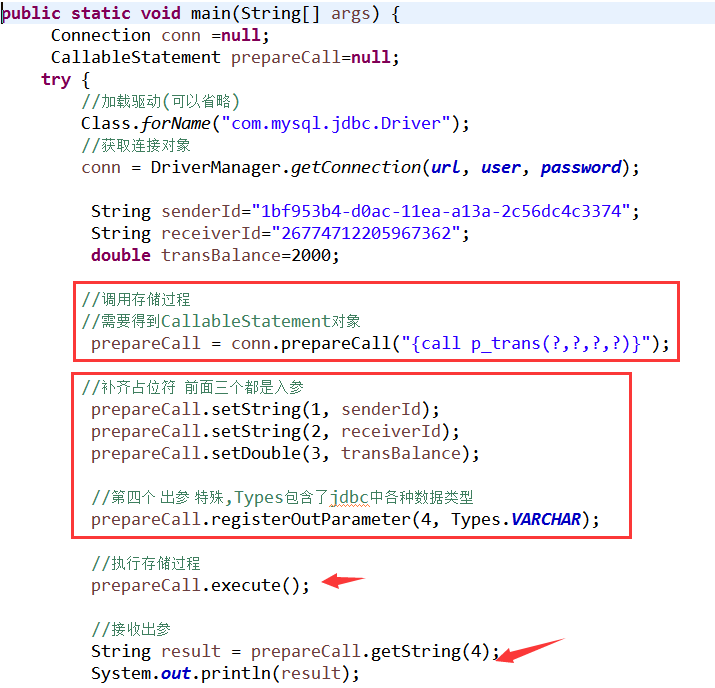 public static void main(String[] args) {
Connection conn =null;
CallableStatement prepareCall=null;
try {
//加载驱动(可以省略)
Class.forName("com.mysql.jdbc.Driver");
//获取连接对象
conn = DriverManager.getConnection(url, user, password);
String senderId="1bf953b4-d0ac-11ea-a13a-2c56dc4c3374";
String receiverId="26774712205967362";
double transBalance=2000;
//调用存储过程
//需要得到CallableStatement对象
prepareCall = conn.prepareCall("{call p_trans(?,?,?,?)}");
//补齐占位符 前面三个都是入参
prepareCall.setString(1, senderId);
prepareCall.setString(2, receiverId);
prepareCall.setDouble(3, transBalance);
//第四个 出参 特殊,Types包含了jdbc中各种数据类型
prepareCall.registerOutParameter(4, Types.VARCHAR);
//执行存储过程
prepareCall.execute();
//接收出参
String result = prepareCall.getString(4);
System.out.println(result);